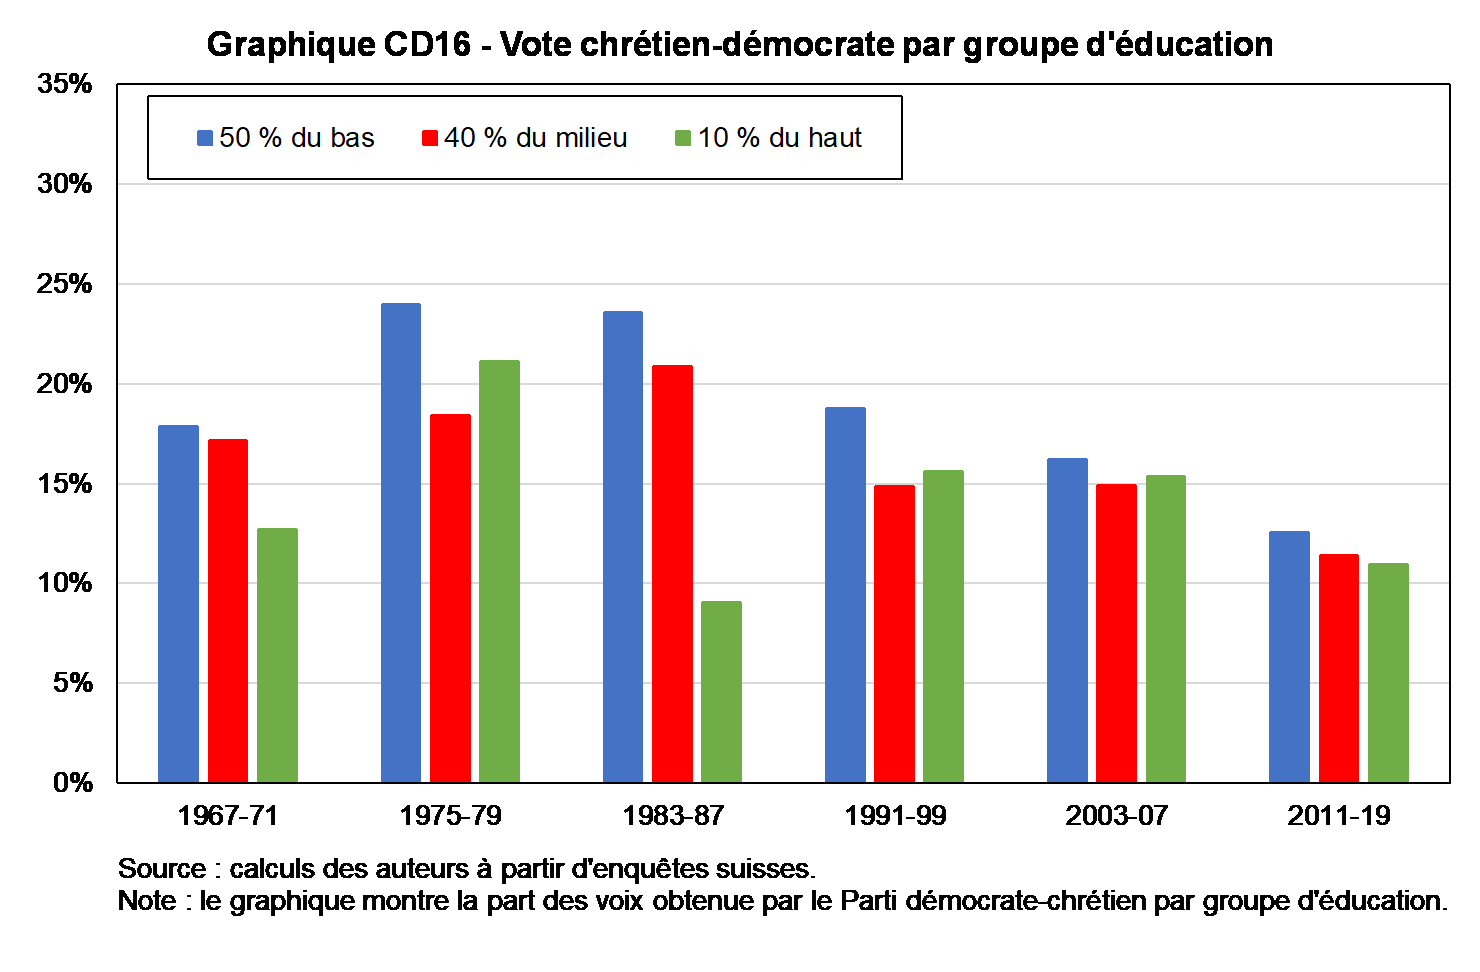 Graphique CD16 - Vote chrétien-démocrate par groupe d'éducation
35%
50 % du bas 40 % du milieu 10 % du haut
30%
25%
20%
15%
10%
5%
0%
1967-71 1975-79 1983-87 1991-99 2003-07 2011-19
Source : calculs des auteurs à partir d'enquêtes suisses.
Note : le graphique montre la part des voix obtenue par le Parti démocrate-chrétien par groupe d'éducation.